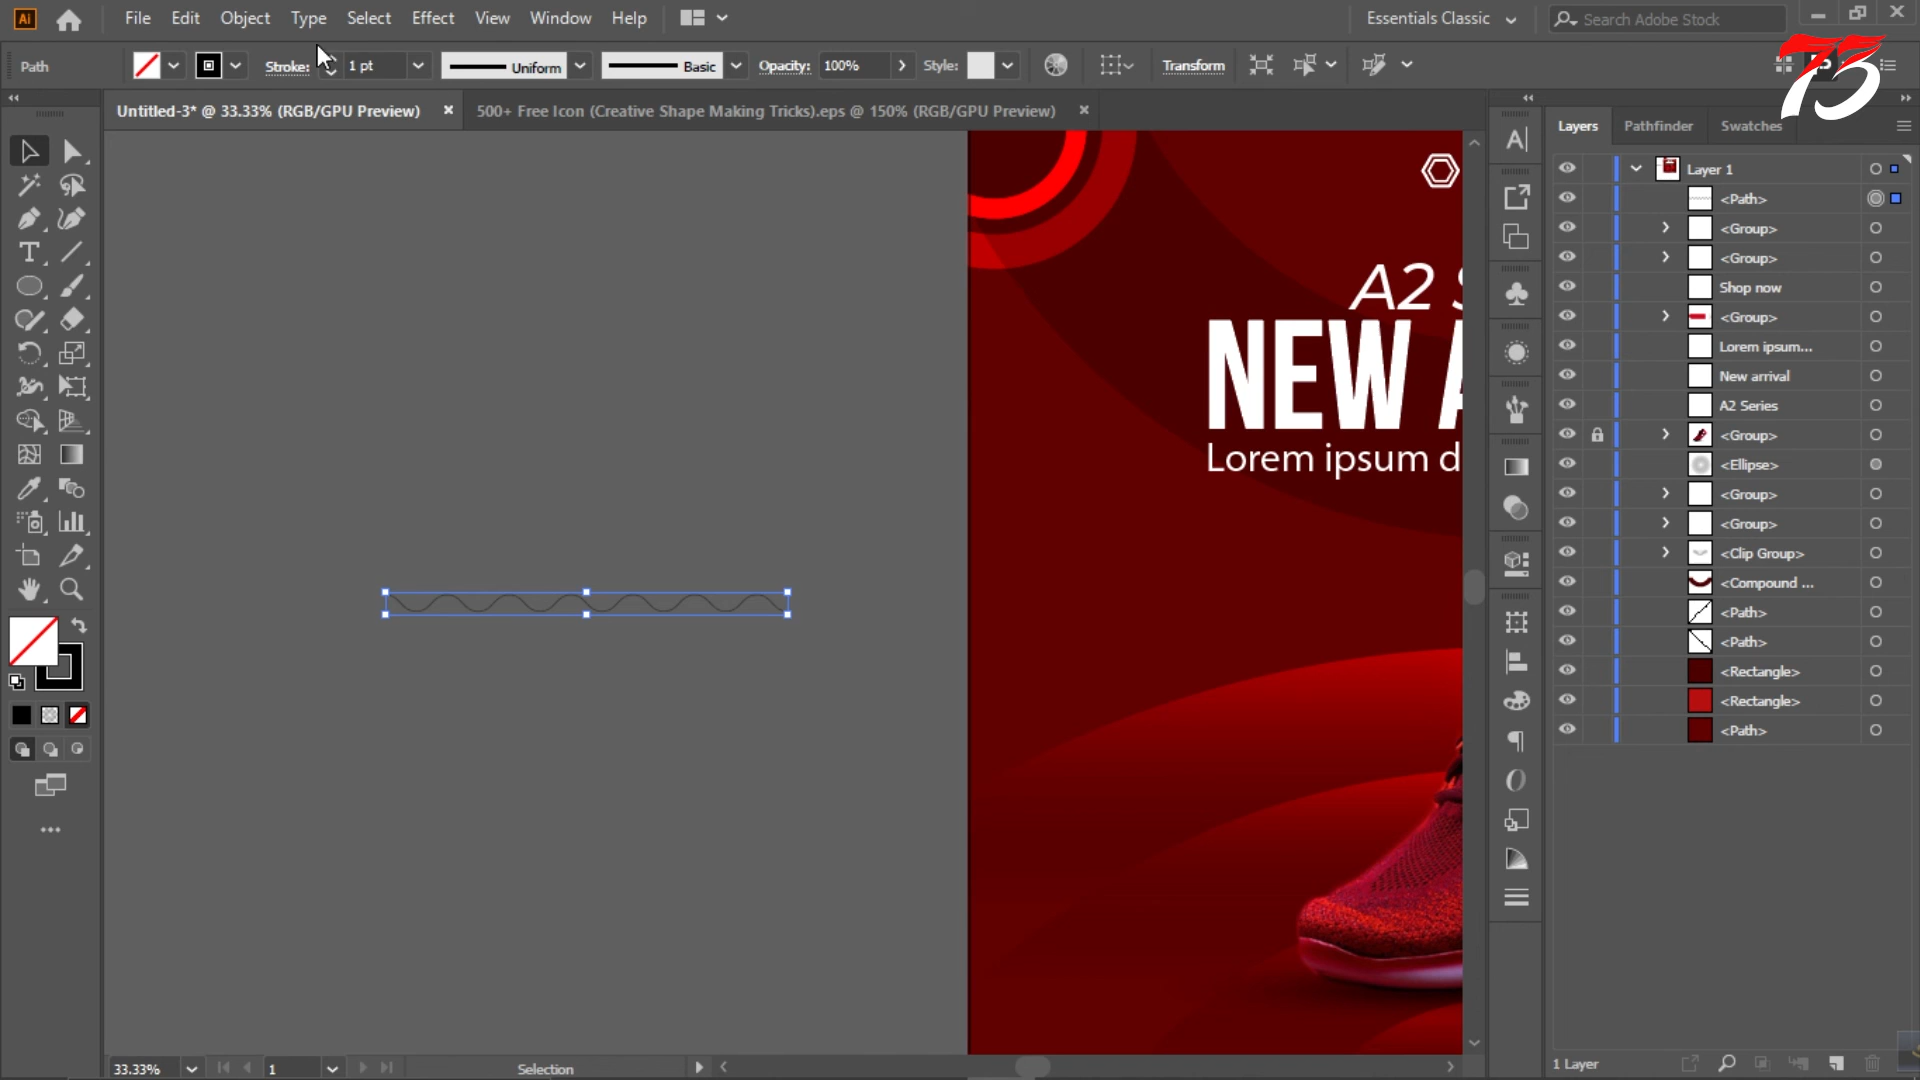 Ai File Edit Object Type Select Effect View Window Help Essentials Classic Search Adobe Stock
Path Stroke: 1 pt Uniform Basic Opacity: 100% Style: Transform
75
Untitled-3* @ 33.33% (RGB/GPU Preview) × 500+ Free Icon (Creative Shape Making Tricks).eps @ 150% (RGB/GPU Preview) ×
Layers Pathfinder Swatches
Layer 1
<Path>
<Group>
<Group>
Shop now
<Group>
Lorem ipsum...
New arrival
A2 Series
<Group>
<Ellipse>
<Group>
<Group>
<Clip Group>
<Compound ...
<Path>
<Path>
<Rectangle>
<Rectangle>
<Path>
A2 S
NEW A
Lorem ipsum d
33.33% 1 Selection
1 Layer